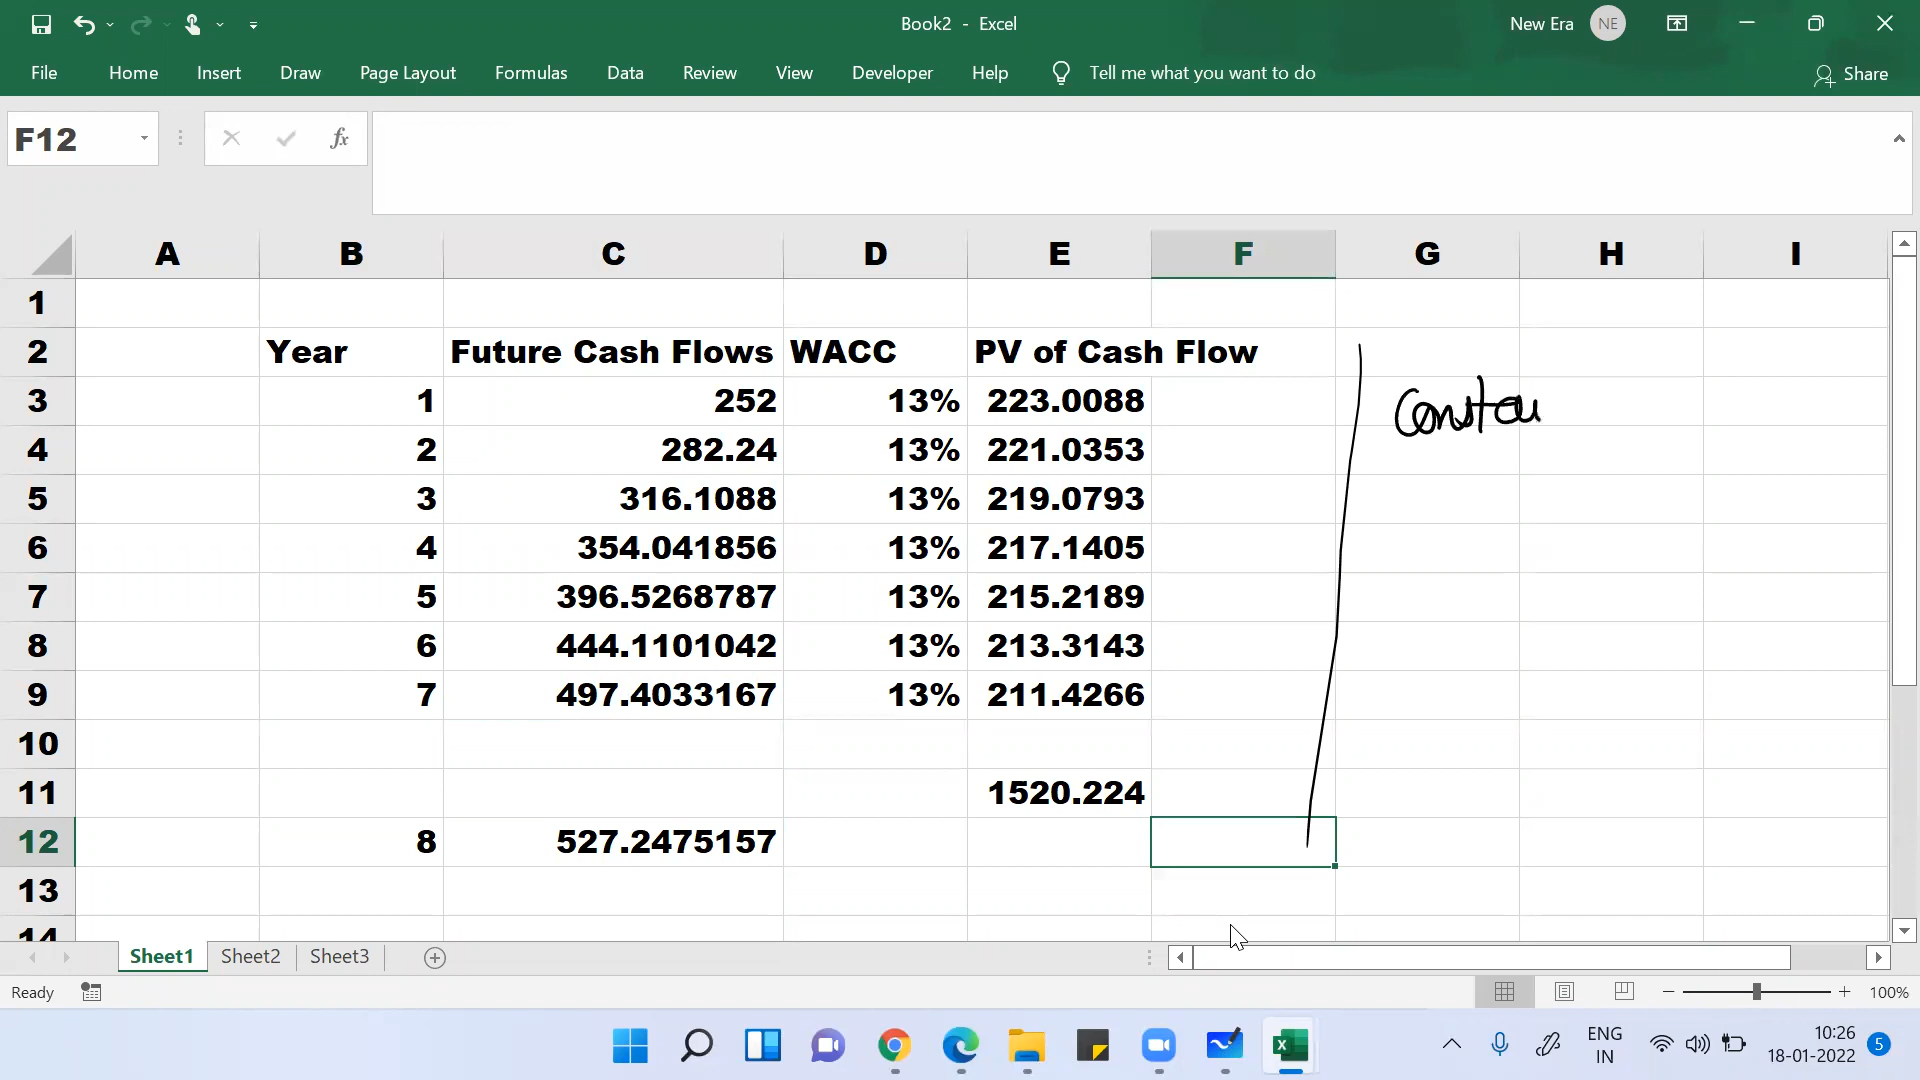 Book2 - Excel
New Era NE
File Home Insert Draw Page Layout Formulas Data Review View Developer Help Tell me what you want to do Share
F12 fx
A B C D E F G H I
1
2 Year Future Cash Flows WACC PV of Cash Flow
3 1 252 13% 223.0088 Constan
4 2 282.24 13% 221.0353
5 3 316.1088 13% 219.0793
6 4 354.041856 13% 217.1405
7 5 396.5268787 13% 215.2189
8 6 444.1101042 13% 213.3143
9 7 497.4033167 13% 211.4266
10
11 1520.224
12 8 527.2475157
13
14
Sheet1 Sheet2 Sheet3
Ready 100%
ENG 10:26
IN 18-01-2022 5